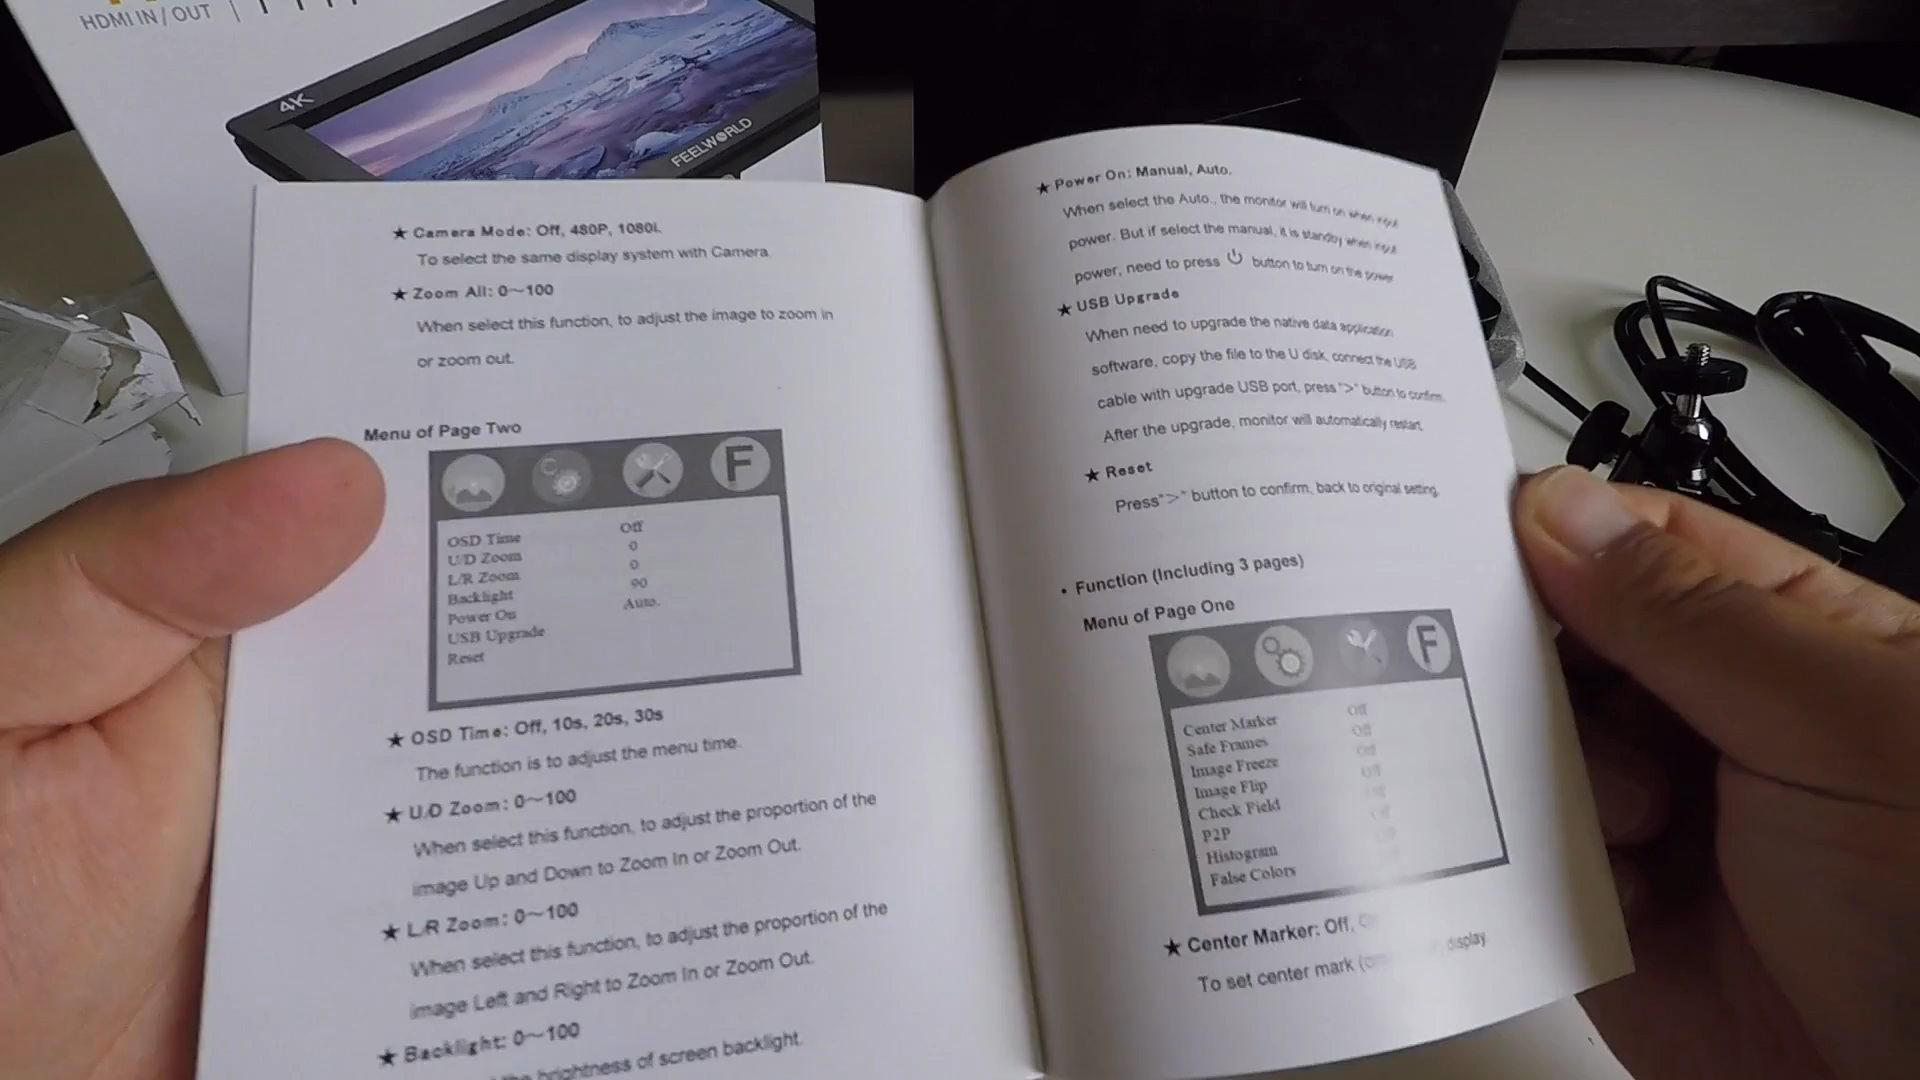 HDMI IN / OUT
4K
FEELWORLD
★ Camera Mode: Off, 480P, 1080i.
To select the same display system with Camera.
★ Zoom All: 0~100
When select this function, to adjust the image to zoom in
or zoom out.
Menu of Page Two
F
OSD Time Off
U/D Zoom 0
L/R Zoom 0
Backlight 90
Power On Auto.
USB Upgrade
Reset
★ OSD Time: Off, 10s, 20s, 30s
The function is to adjust the menu time.
★ U/D Zoom: 0~100
When select this function, to adjust the proportion of the
image Up and Down to Zoom In or Zoom Out.
★ L/R Zoom: 0~100
When select this function, to adjust the proportion of the
image Left and Right to Zoom In or Zoom Out.
★ Backlight: 0~100
brightness of screen backlight.
★ Power On: Manual, Auto.
When select the Auto., the monitor will turn on when input
power. But if select the manual, it is standby when input
power, need to press ⏻ button to turn on the power
★ USB Upgrade
When need to upgrade the native data application
software, copy the file to the U disk, connect the USB
cable with upgrade USB port, press ">" button to confirm.
After the upgrade, monitor will automatically restart.
★ Reset
Press">" button to confirm, back to original setting.
• Function (Including 3 pages)
Menu of Page One
F
Center Marker Off
Safe Frames Off
Image Freeze Off
Image Flip Off
Check Field Off
P2P Off
Histogram Off
False Colors
★ Center Marker: Off,
To set center mark display.